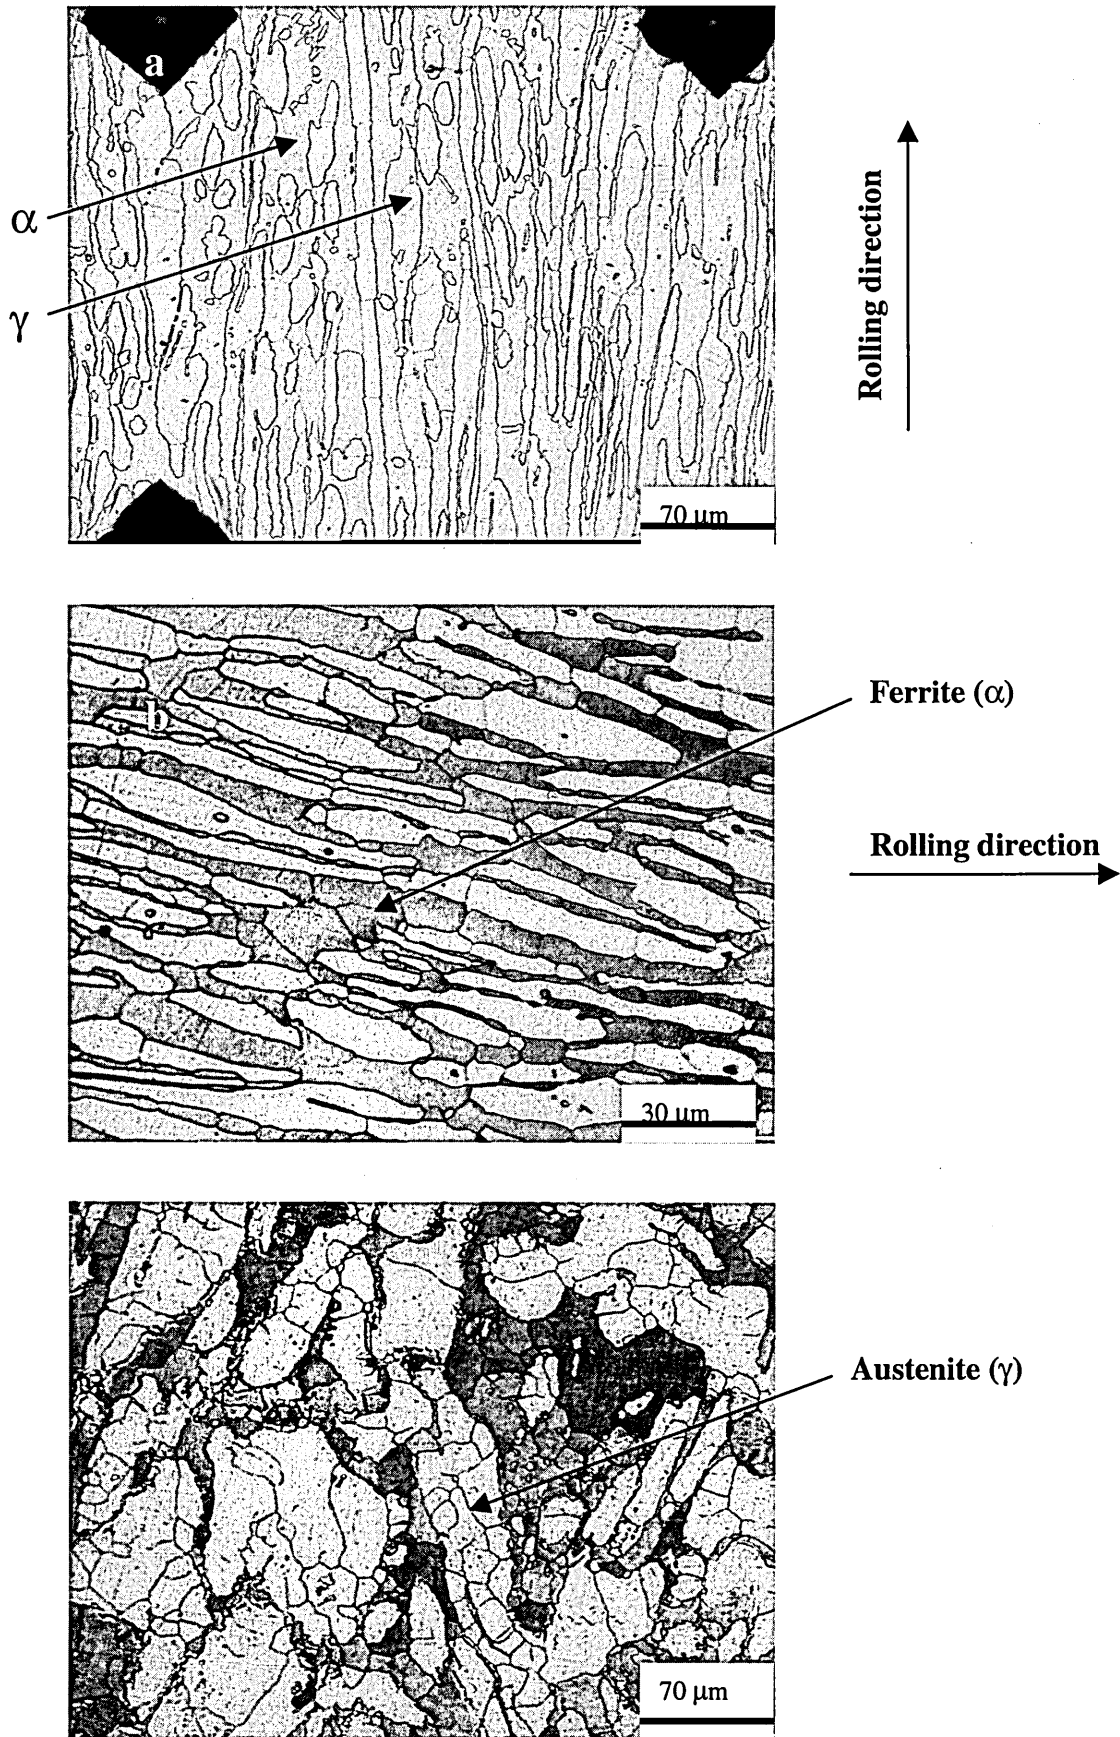 a
α
γ
Rolling direction
70 μm
b
Ferrite (α)
Rolling direction
30 μm
c
Austenite (γ)
70 μm